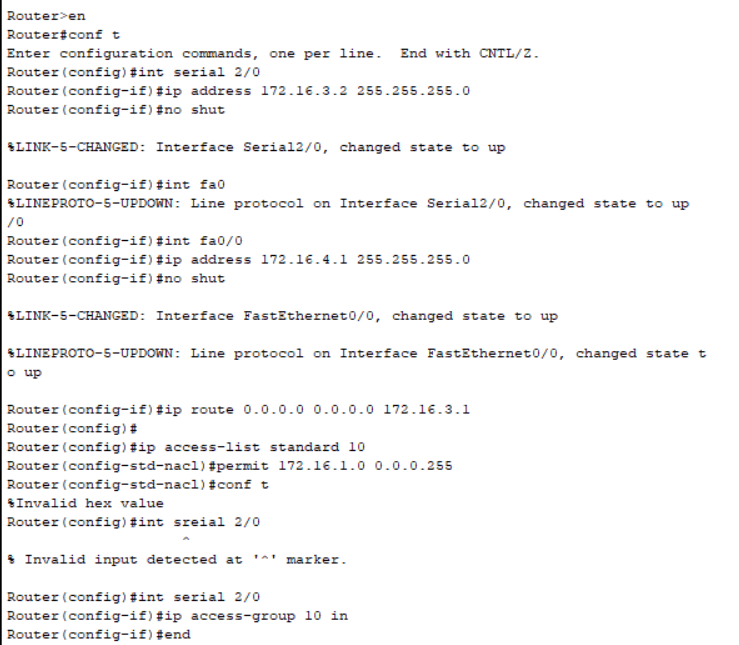 Router>en
Router#conf t
Enter configuration commands, one per line.  End with CNTL/Z.
Router(config)#int serial 2/0
Router(config-if)#ip address 172.16.3.2 255.255.255.0
Router(config-if)#no shut
%LINK-5-CHANGED: Interface Serial2/0, changed state to up
Router(config-if)#int fa0
%LINEPROTO-5-UPDOWN: Line protocol on Interface Serial2/0, changed state to up
/0
Router(config-if)#int fa0/0
Router(config-if)#ip address 172.16.4.1 255.255.255.0
Router(config-if)#no shut
%LINK-5-CHANGED: Interface FastEthernet0/0, changed state to up
%LINEPROTO-5-UPDOWN: Line protocol on Interface FastEthernet0/0, changed state t
o up
Router(config-if)#ip route 0.0.0.0 0.0.0.0 172.16.3.1
Router(config)#
Router(config)#ip access-list standard 10
Router(config-std-nacl)#permit 172.16.1.0 0.0.0.255
Router(config-std-nacl)#conf t
%Invalid hex value
Router(config)#int sreial 2/0
^
% Invalid input detected at '^' marker.
Router(config)#int serial 2/0
Router(config-if)#ip access-group 10 in
Router(config-if)#end